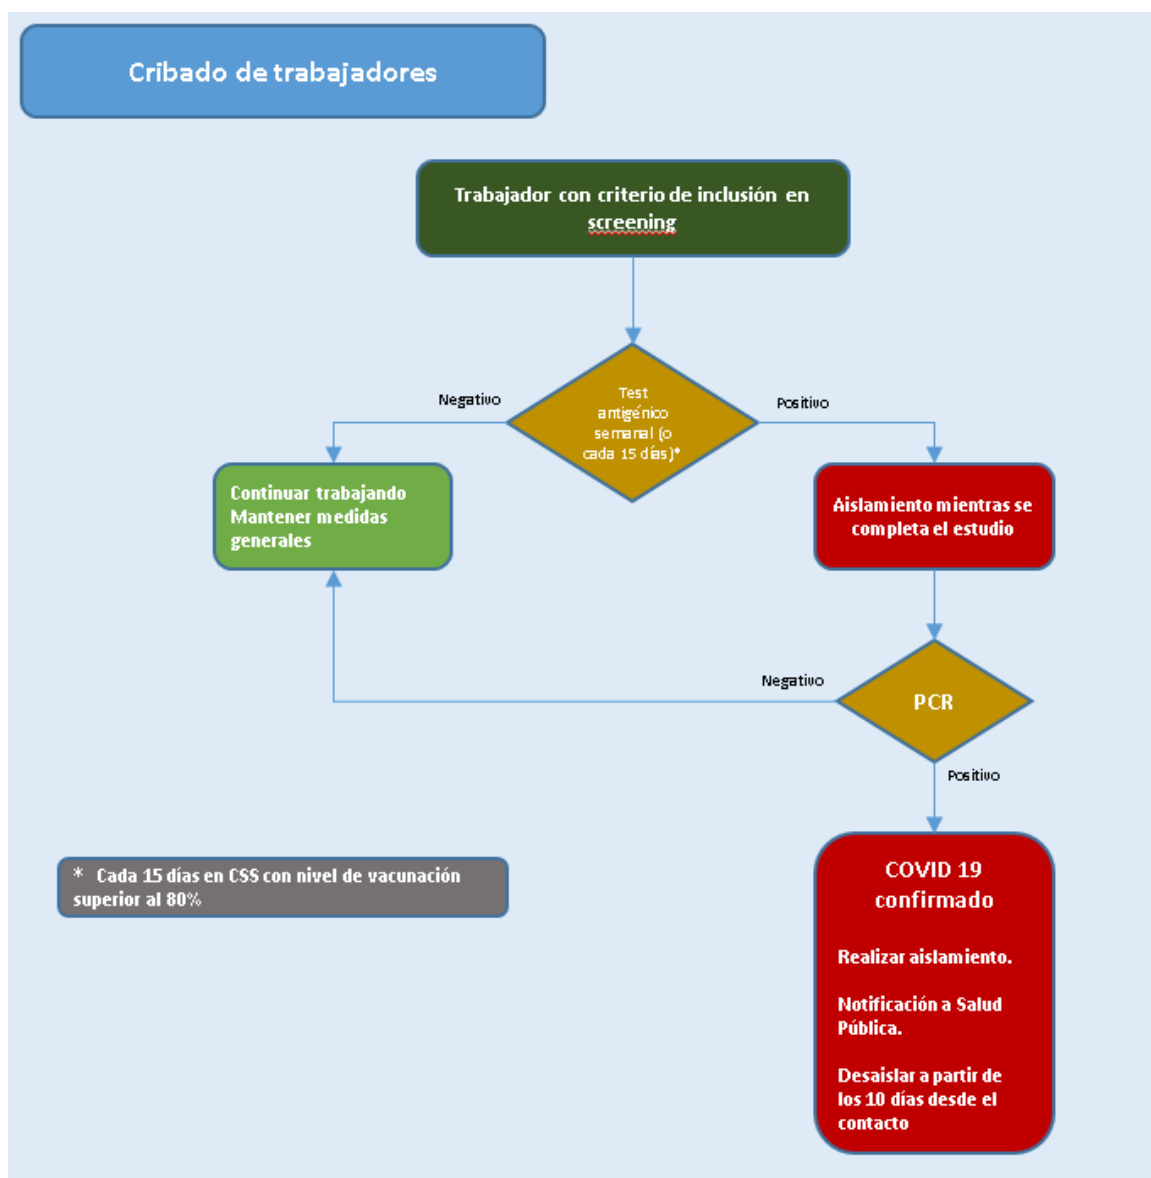 Cribado de trabajadores
Trabajador con criterio de inclusión en
screening
Negativo
Test
antigénico
semanal (o
cada 15 días)*
Positivo
Continuar trabajando
Mantener medidas
generales
Aislamiento mientras se
completa el estudio
Negativo
PCR
Positivo
* Cada 15 días en CSS con nivel de vacunación
superior al 80%
COVID 19
confirmado
Realizar aislamiento.
Notificación a Salud
Pública.
Desaislar a partir de
los 10 días desde el
contacto